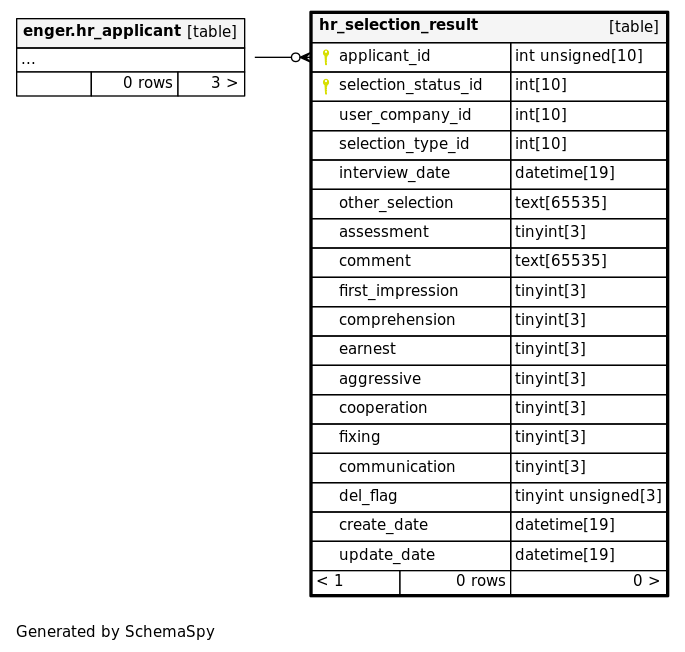 enger.hr_applicant [table]
...
0 rows 3 >
hr_selection_result [table]
applicant_id int unsigned[10]
selection_status_id int[10]
user_company_id int[10]
selection_type_id int[10]
interview_date datetime[19]
other_selection text[65535]
assessment tinyint[3]
comment text[65535]
first_impression tinyint[3]
comprehension tinyint[3]
earnest tinyint[3]
aggressive tinyint[3]
cooperation tinyint[3]
fixing tinyint[3]
communication tinyint[3]
del_flag tinyint unsigned[3]
create_date datetime[19]
update_date datetime[19]
< 1 0 rows 0 >
Generated by SchemaSpy